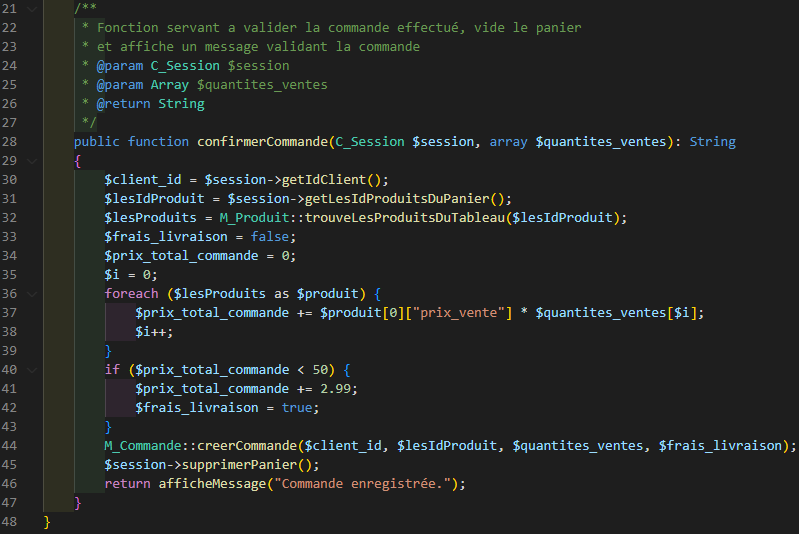 21 /**
22 * Fonction servant a valider la commande effectué, vide le panier
23 * et affiche un message validant la commande
24 * @param C_Session $session
25 * @param Array $quantites_ventes
26 * @return String
27 */
28 public function confirmerCommande(C_Session $session, array $quantites_ventes): String
29 {
30 $client_id = $session->getIdClient();
31 $lesIdProduit = $session->getLesIdProduitsDuPanier();
32 $lesProduits = M_Produit::trouveLesProduitsDuTableau($lesIdProduit);
33 $frais_livraison = false;
34 $prix_total_commande = 0;
35 $i = 0;
36 foreach ($lesProduits as $produit) {
37 $prix_total_commande += $produit[0]["prix_vente"] * $quantites_ventes[$i];
38 $i++;
39 }
40 if ($prix_total_commande < 50) {
41 $prix_total_commande += 2.99;
42 $frais_livraison = true;
43 }
44 M_Commande::creerCommande($client_id, $lesIdProduit, $quantites_ventes, $frais_livraison);
45 $session->supprimerPanier();
46 return afficheMessage("Commande enregistrée.");
47 }
48 }